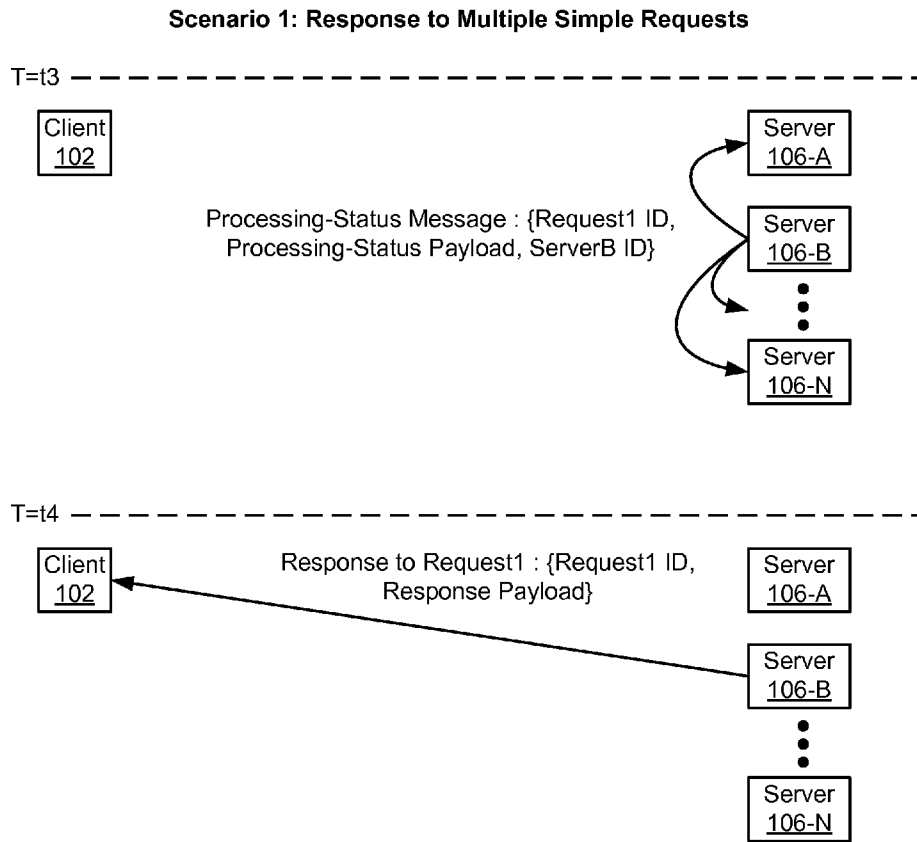 Scenario 1: Response to Multiple Simple Requests
T=t3
Client
102
Server
106-A
Processing-Status Message : {Request1 ID,
Processing-Status Payload, ServerB ID}
Server
106-B
Server
106-N
T=t4
Client
102
Response to Request1 : {Request1 ID,
Response Payload}
Server
106-A
Server
106-B
Server
106-N